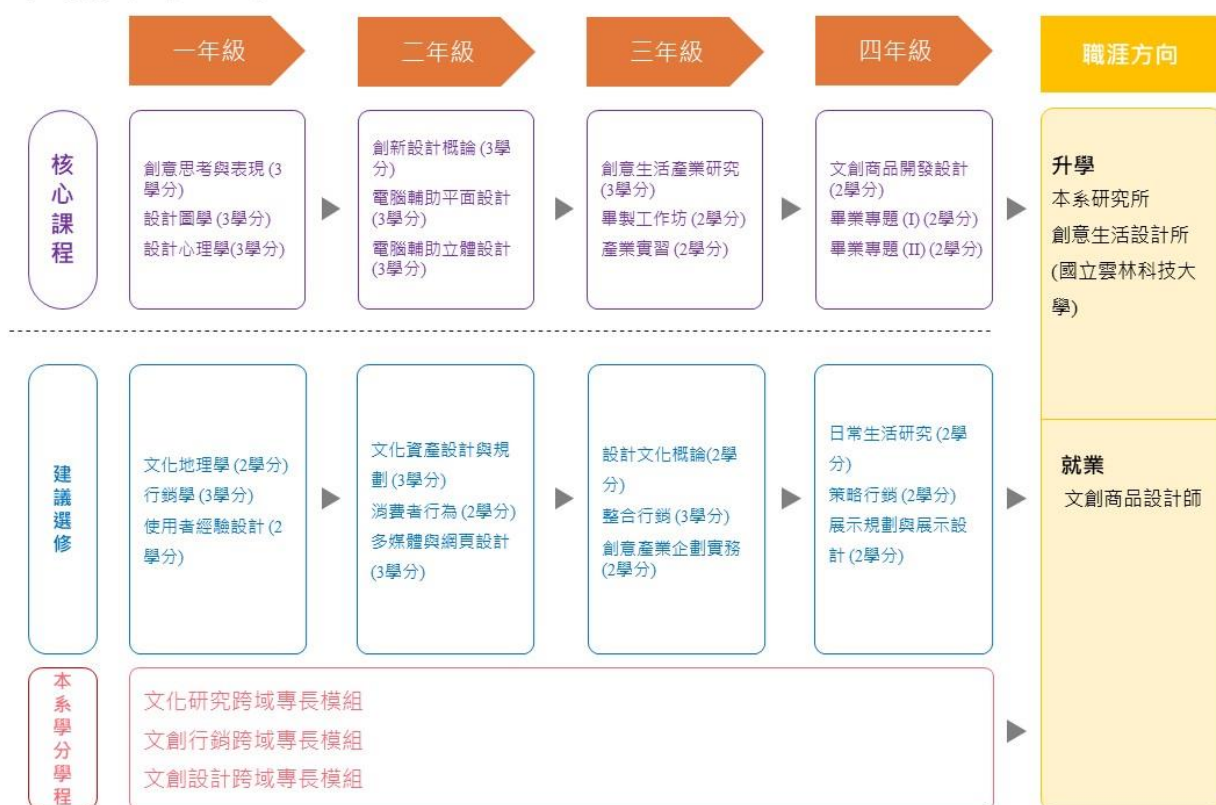 一年級
二年級
三年級
四年級
職涯方向
核
心
課
程
創意思考與表現 (3
學分)
設計圖學 (3學分)
設計心理學(3學分)
創新設計概論 (3學
分)
電腦輔助平面設計
(3學分)
電腦輔助立體設計
(3學分)
創意生活產業研究
(3學分)
畢製工作坊 (2學分)
產業實習 (2學分)
文創商品開發設計
(2學分)
畢業專題 (I) (2學分)
畢業專題 (II) (2學分)
升學
本系研究所
創意生活設計所
(國立雲林科技大
學)
建
議
選
修
文化地理學 (2學分)
行銷學 (3學分)
使用者經驗設計 (2
學分)
文化資產設計與規
劃 (3學分)
消費者行為 (2學分)
多媒體與網頁設計
(3學分)
設計文化概論(2學
分)
整合行銷 (3學分)
創意產業企劃實務
(2學分)
日常生活研究 (2學
分)
策略行銷 (2學分)
展示規劃與展示設
計 (2學分)
就業
文創商品設計師
本
系
學
分
學
程
文化研究跨域專長模組
文創行銷跨域專長模組
文創設計跨域專長模組